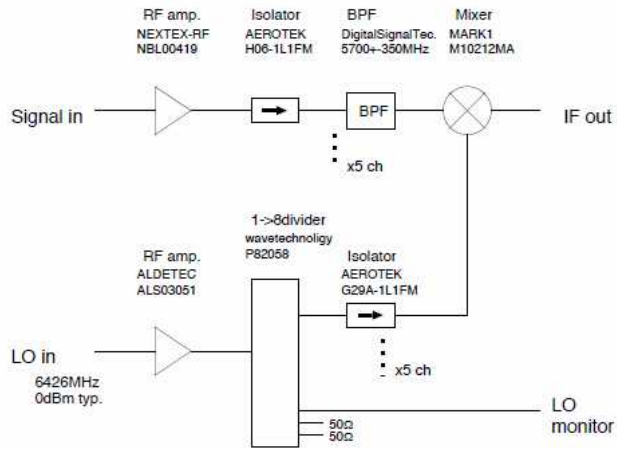 RF amp.
NEXTEX-RF
NBL00419
Isolator
AEROTEK
H06-1L1FM
BPF
DigitalSignalTec.
5700+-350MHz
Mixer
MARK1
M10212MA
Signal in
BPF
IF out
x5 ch
1->8divider
wavetechnoligy
P82058
RF amp.
ALDETEC
ALS03051
Isolator
AEROTEK
G29A-1L1FM
LO in
6426MHz
0dBm typ.
x5 ch
LO
monitor
50Ω
50Ω